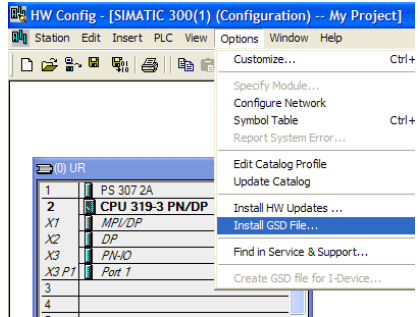 HW Config - [SIMATIC 300(1) (Configuration) -- My Project]
Station Edit Insert PLC View Options Window Help
Customize... Ctrl+
Specify Module...
Configure Network
Symbol Table Ctrl+
Report System Error...
Edit Catalog Profile
Update Catalog
Install HW Updates ...
Install GSD File...
Find in Service & Support...
Create GSD file for I-Device...
(0) UR
1 PS 307 2A
2 CPU 319-3 PN/DP
X1 MPI/DP
X2 DP
X3 PN-IO
X3 P1 Port 1
3
4